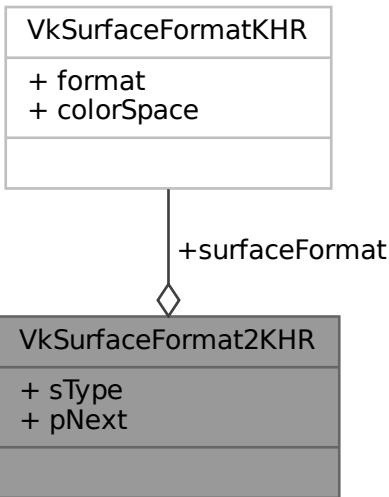 VkSurfaceFormatKHR
+ format
+ colorSpace
+surfaceFormat
VkSurfaceFormat2KHR
+ sType
+ pNext